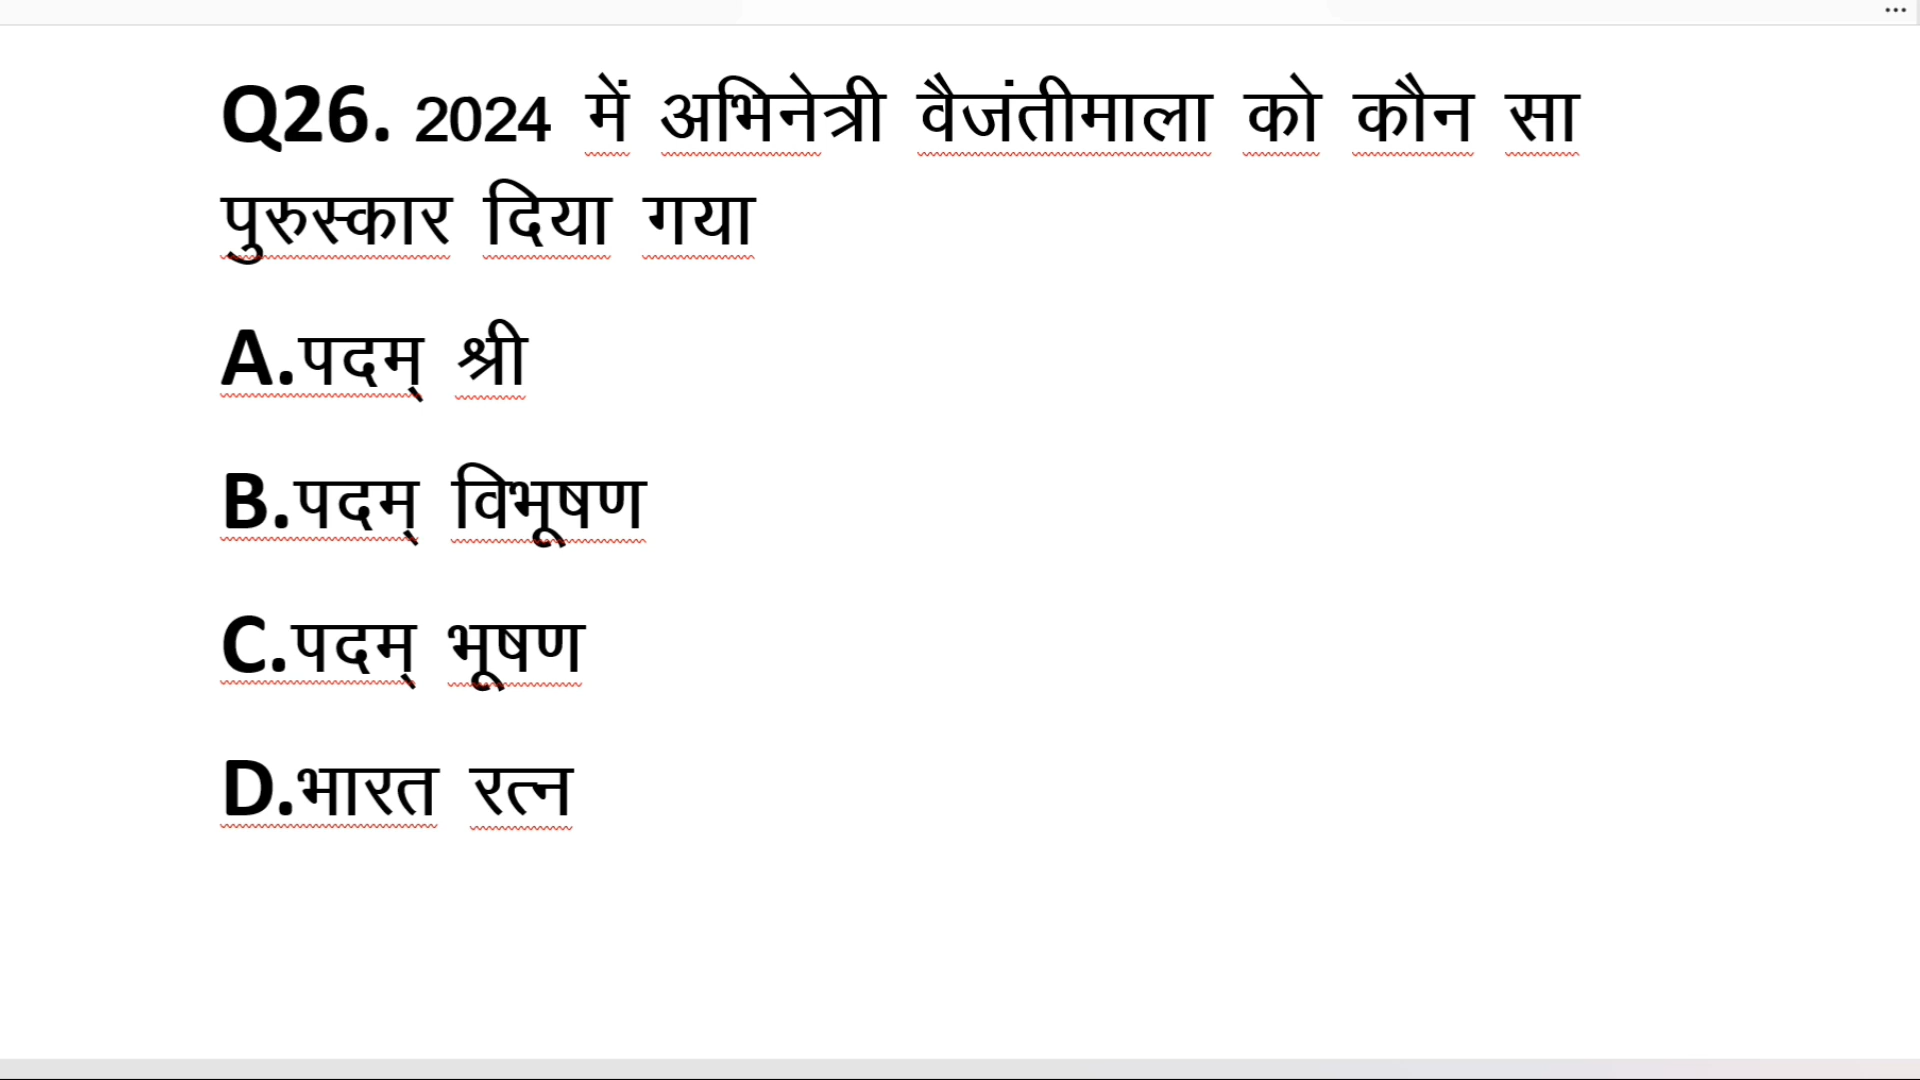 Q26. 2024 में अभिनेत्री वैजंतीमाला को कौन सा
पुरुस्कार दिया गया
A.पदम् श्री
B.पदम् विभूषण
C.पदम् भूषण
D.भारत रत्न